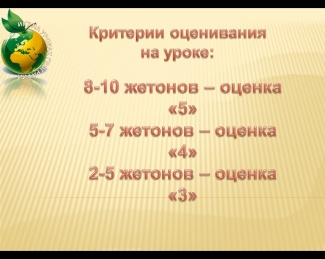 Критерии оценивания
на уроке:
8-10 жетонов – оценка
«5»
5-7 жетонов – оценка
«4»
2-5 жетонов – оценка
«3»